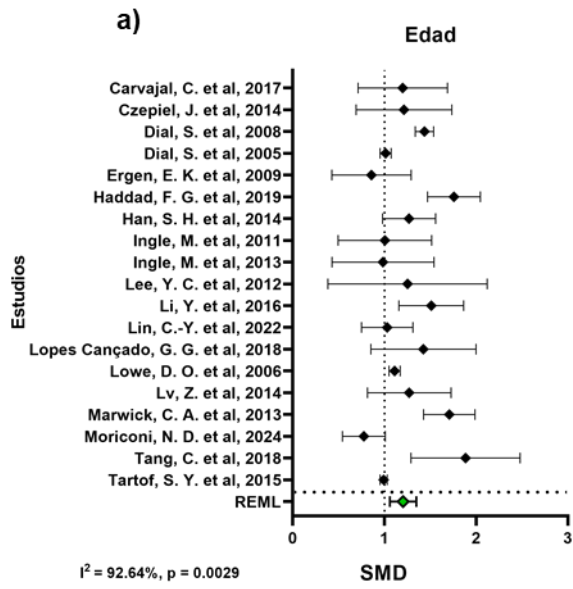 a)
Edad
Estudios
Carvajal, C. et al, 2017
Czepiel, J. et al, 2014
Dial, S. et al, 2008
Dial, S. et al, 2005
Ergen, E. K. et al, 2009
Haddad, F. G. et al, 2019
Han, S. H. et al, 2014
Ingle, M. et al, 2011
Ingle, M. et al, 2013
Lee, Y. C. et al, 2012
Li, Y. et al, 2016
Lin, C.-Y. et al, 2022
Lopes Cançado, G. G. et al, 2018
Lowe, D. O. et al, 2006
Lv, Z. et al, 2014
Marwick, C. A. et al, 2013
Moriconi, N. D. et al, 2024
Tang, C. et al, 2018
Tartof, S. Y. et al, 2015
REML
0 1 2 3
I² = 92.64%, p = 0.0029
SMD